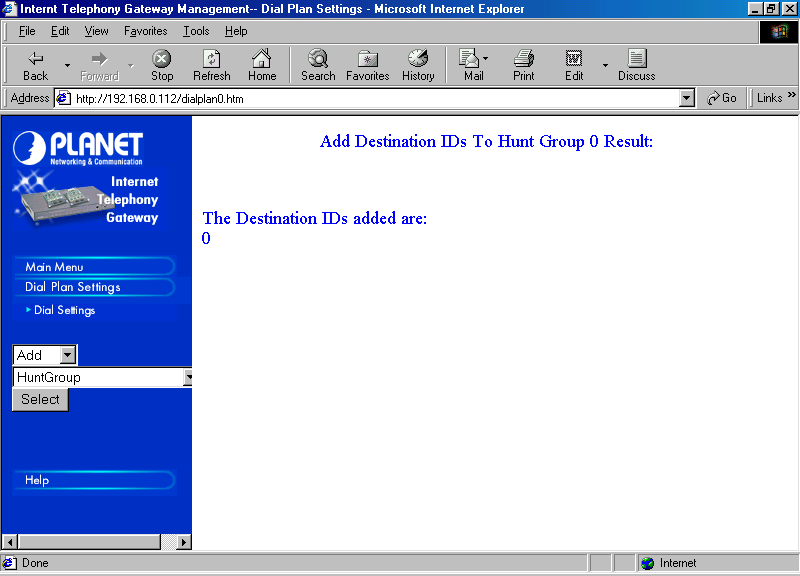 Internt Telephony Gateway Management-- Dial Plan Settings - Microsoft Internet Explorer
File Edit View Favorites Tools Help
Back Forward Stop Refresh Home Search Favorites History Mail Print Edit Discuss
Address http://192.168.0.112/dialplan0.htm Go Links »
PLANET
Networking & Communication
Internet
Telephony
Gateway
Main Menu
Dial Plan Settings
Dial Settings
Add
HuntGroup
Select
Help
Add Destination IDs To Hunt Group 0 Result:
The Destination IDs added are:
0
Done Internet